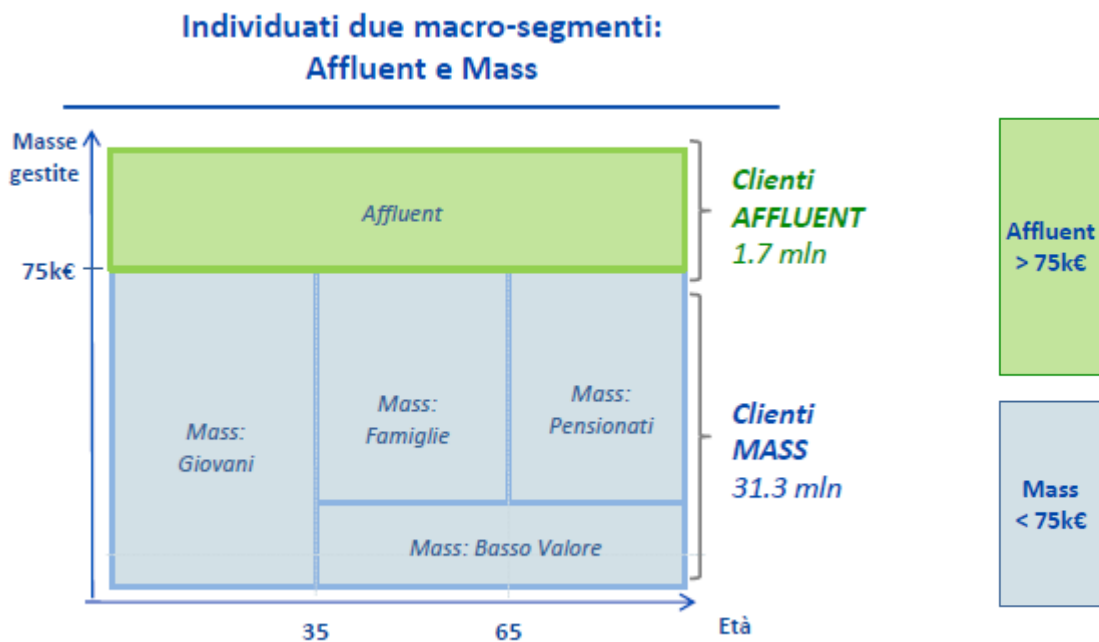 Individuati due macro-segmenti:
Affluent e Mass
Masse
gestite
75k€
Affluent
Clienti
AFFLUENT
1.7 mln
Mass:
Giovani
Mass:
Famiglie
Mass:
Pensionati
Mass: Basso Valore
Clienti
MASS
31.3 mln
35
65
Età
Affluent
> 75k€
Mass
< 75k€